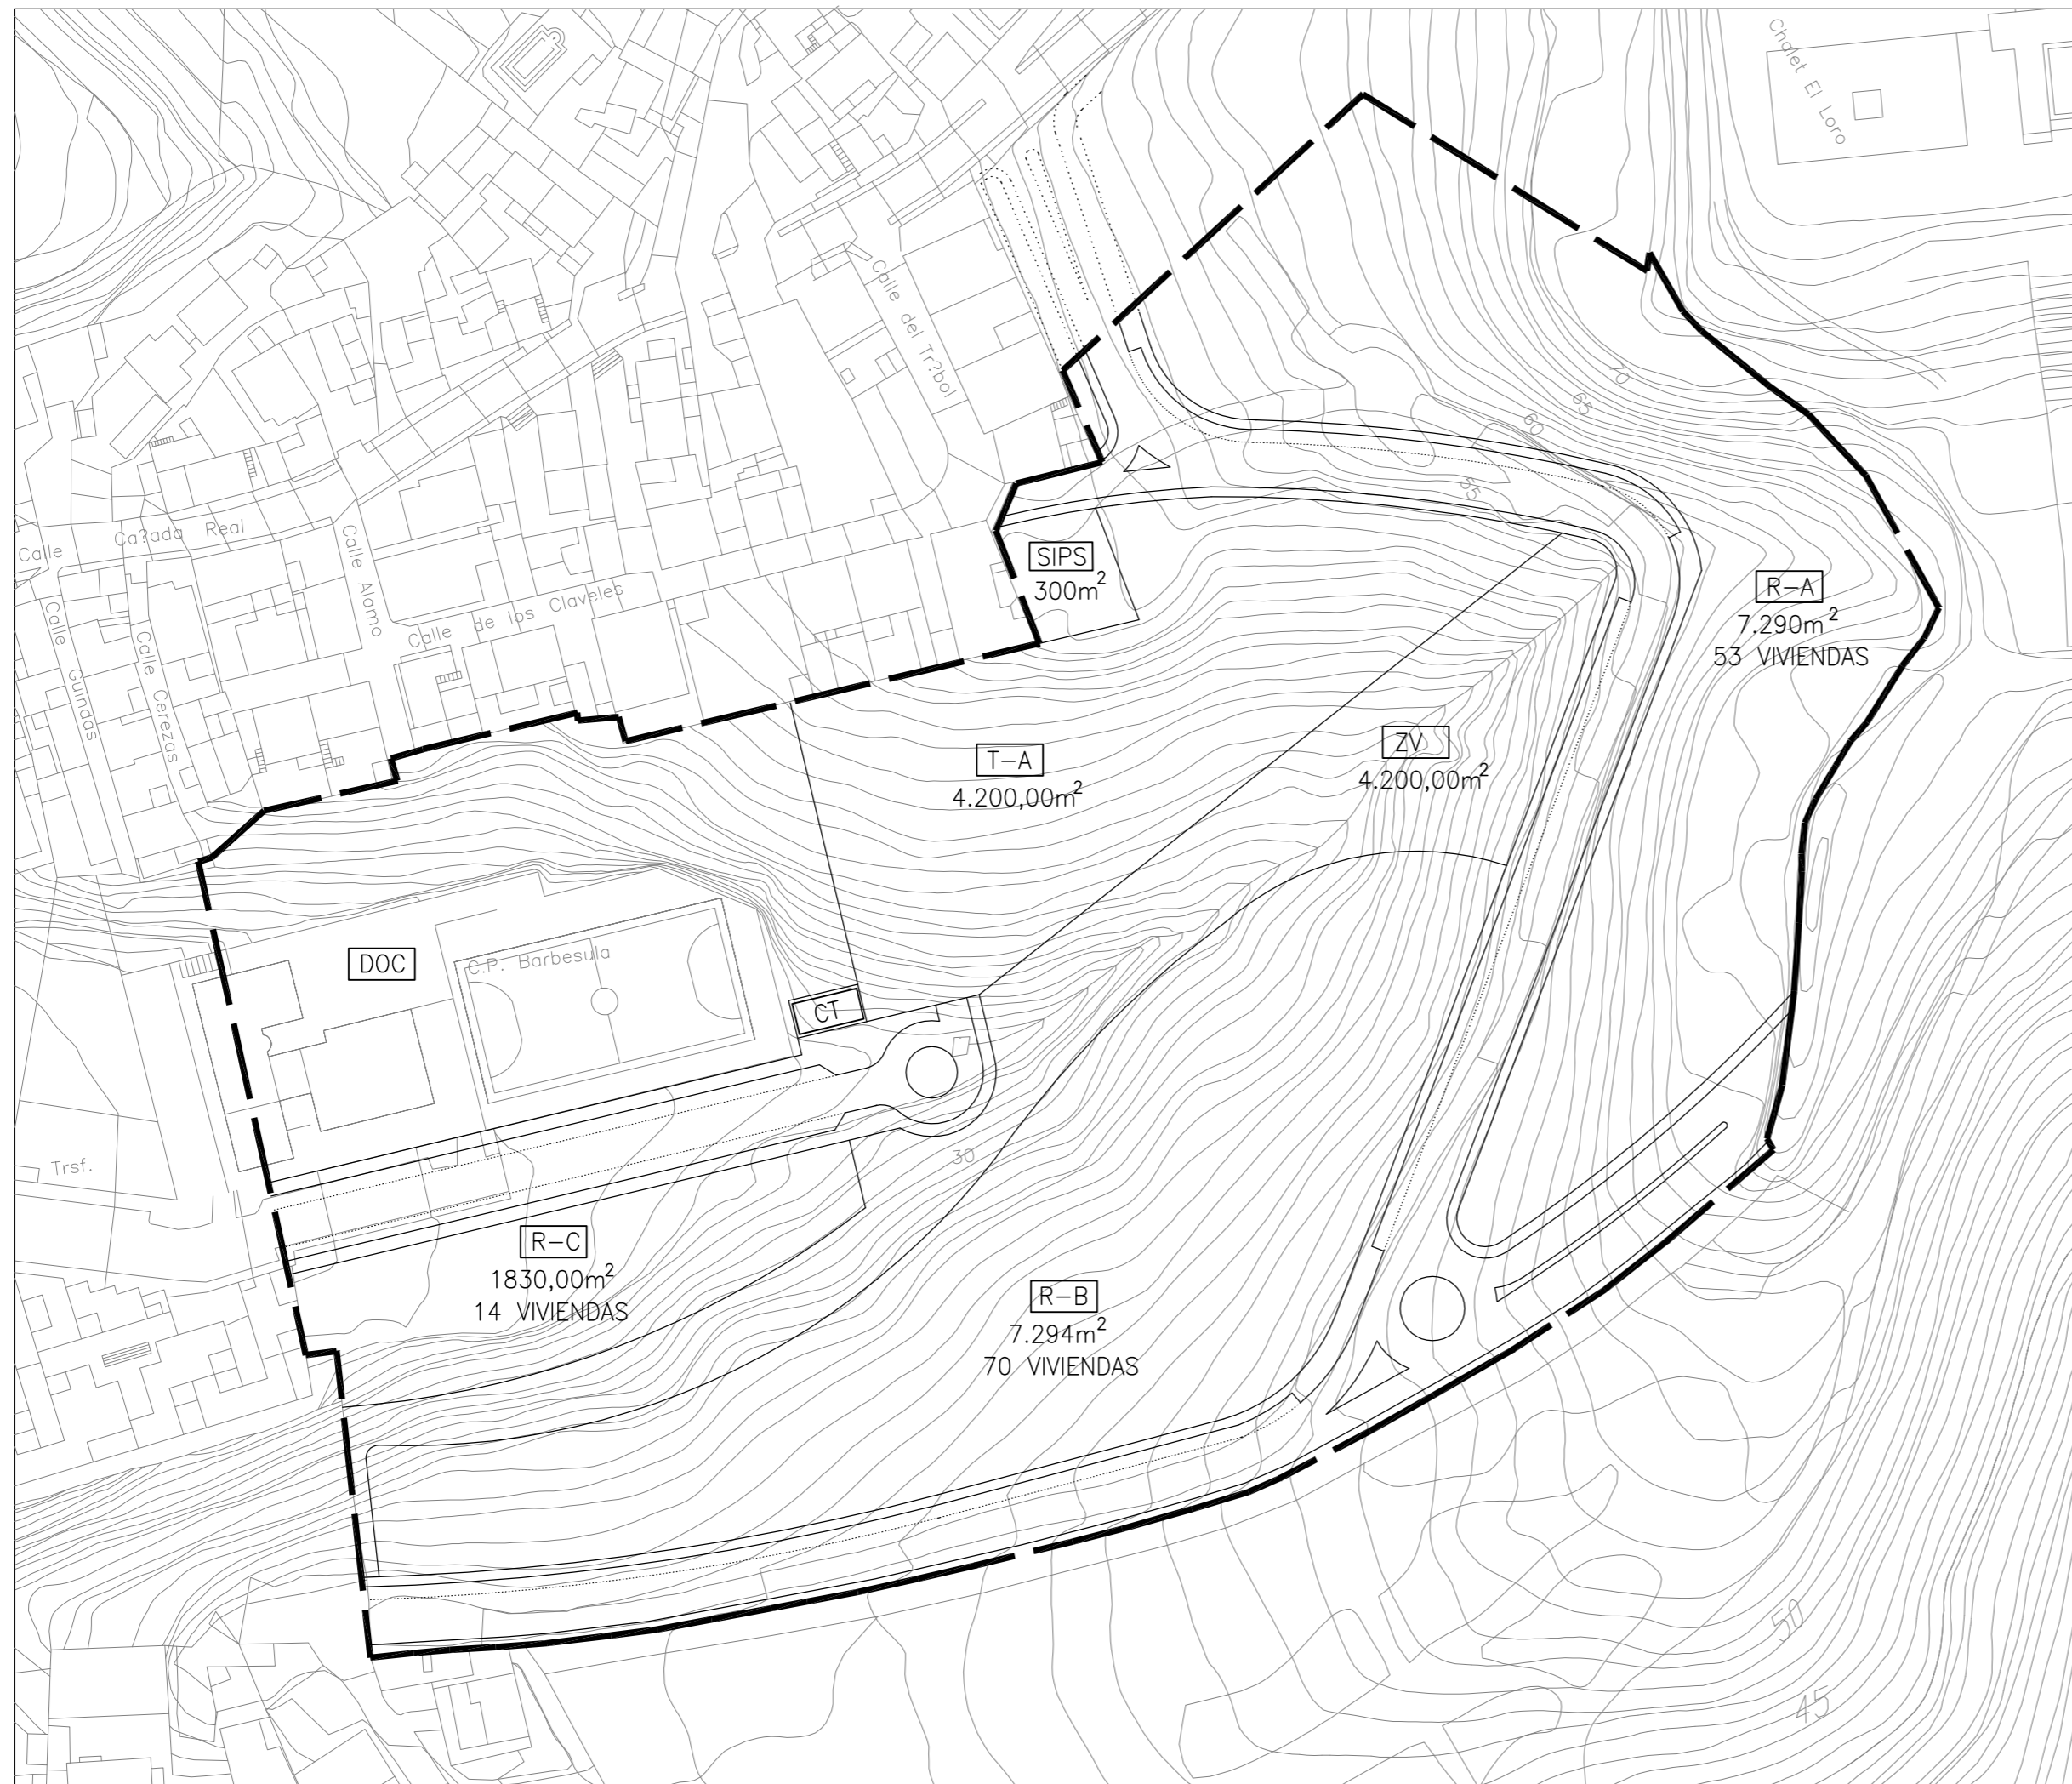 Chalet El Loro
Calle del Tr?bol
70
65
60
55
Calle Ca?ada Real
Calle Alamo
Calle de los Claveles
Calle Guindas
Calle Cerezas
SIPS
300m²
R-A
7.290m²
53 VIVIENDAS
T-A
4.200,00m²
ZV
4.200,00m²
DOC
C.P. Barbesula
CT
30
Trsf.
R-C
1830,00m²
14 VIVIENDAS
R-B
7.294m²
70 VIVIENDAS
50
45